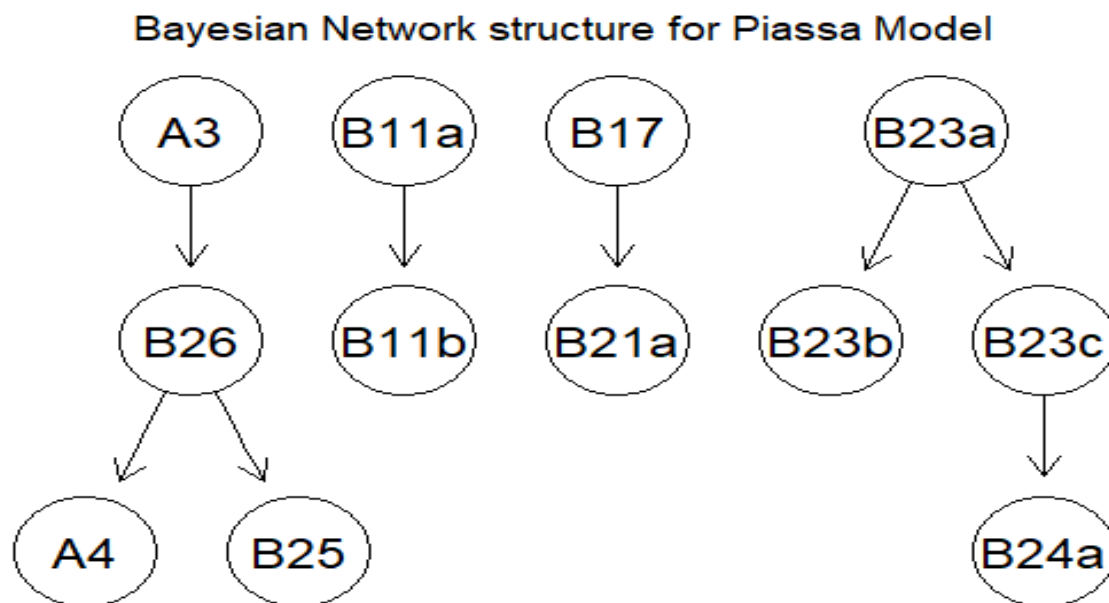 Bayesian Network structure for Piassa Model
A3 B11a B17 B23a
B26 B11b B21a B23b B23c
A4 B25 B24a